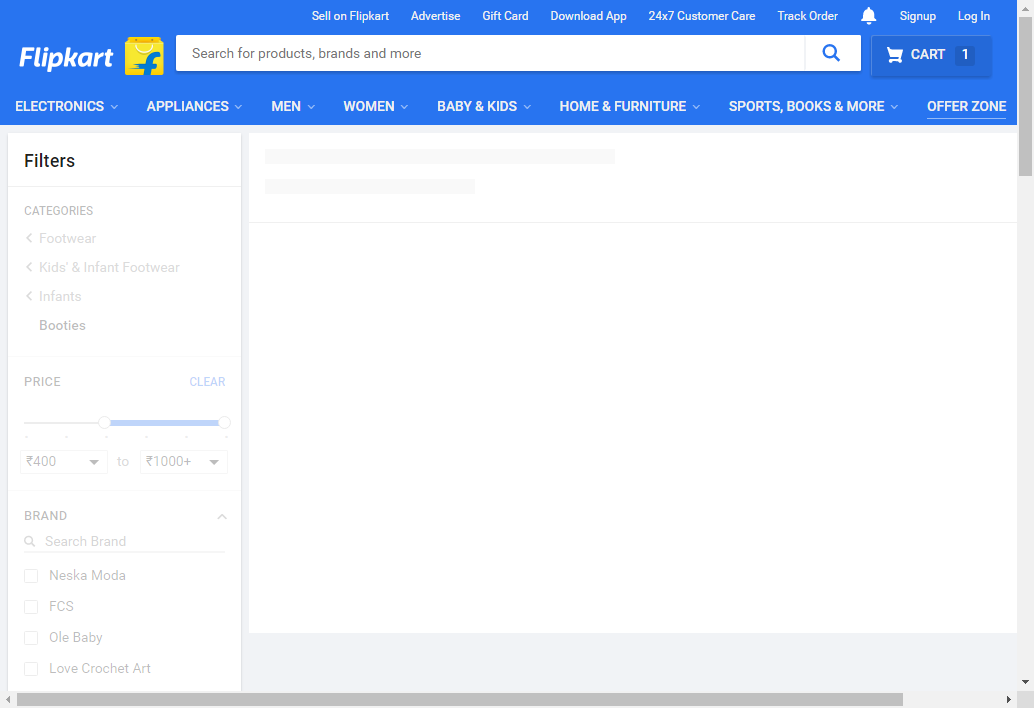 Sell on Flipkart Advertise Gift Card Download App 24x7 Customer Care Track Order Signup Log In
Flipkart Search for products, brands and more CART 1
ELECTRONICS APPLIANCES MEN WOMEN BABY & KIDS HOME & FURNITURE SPORTS, BOOKS & MORE OFFER ZONE
Filters
CATEGORIES
Footwear
Kids' & Infant Footwear
Infants
Booties
PRICE CLEAR
₹400 to ₹1000+
BRAND
Search Brand
Neska Moda
FCS
Ole Baby
Love Crochet Art